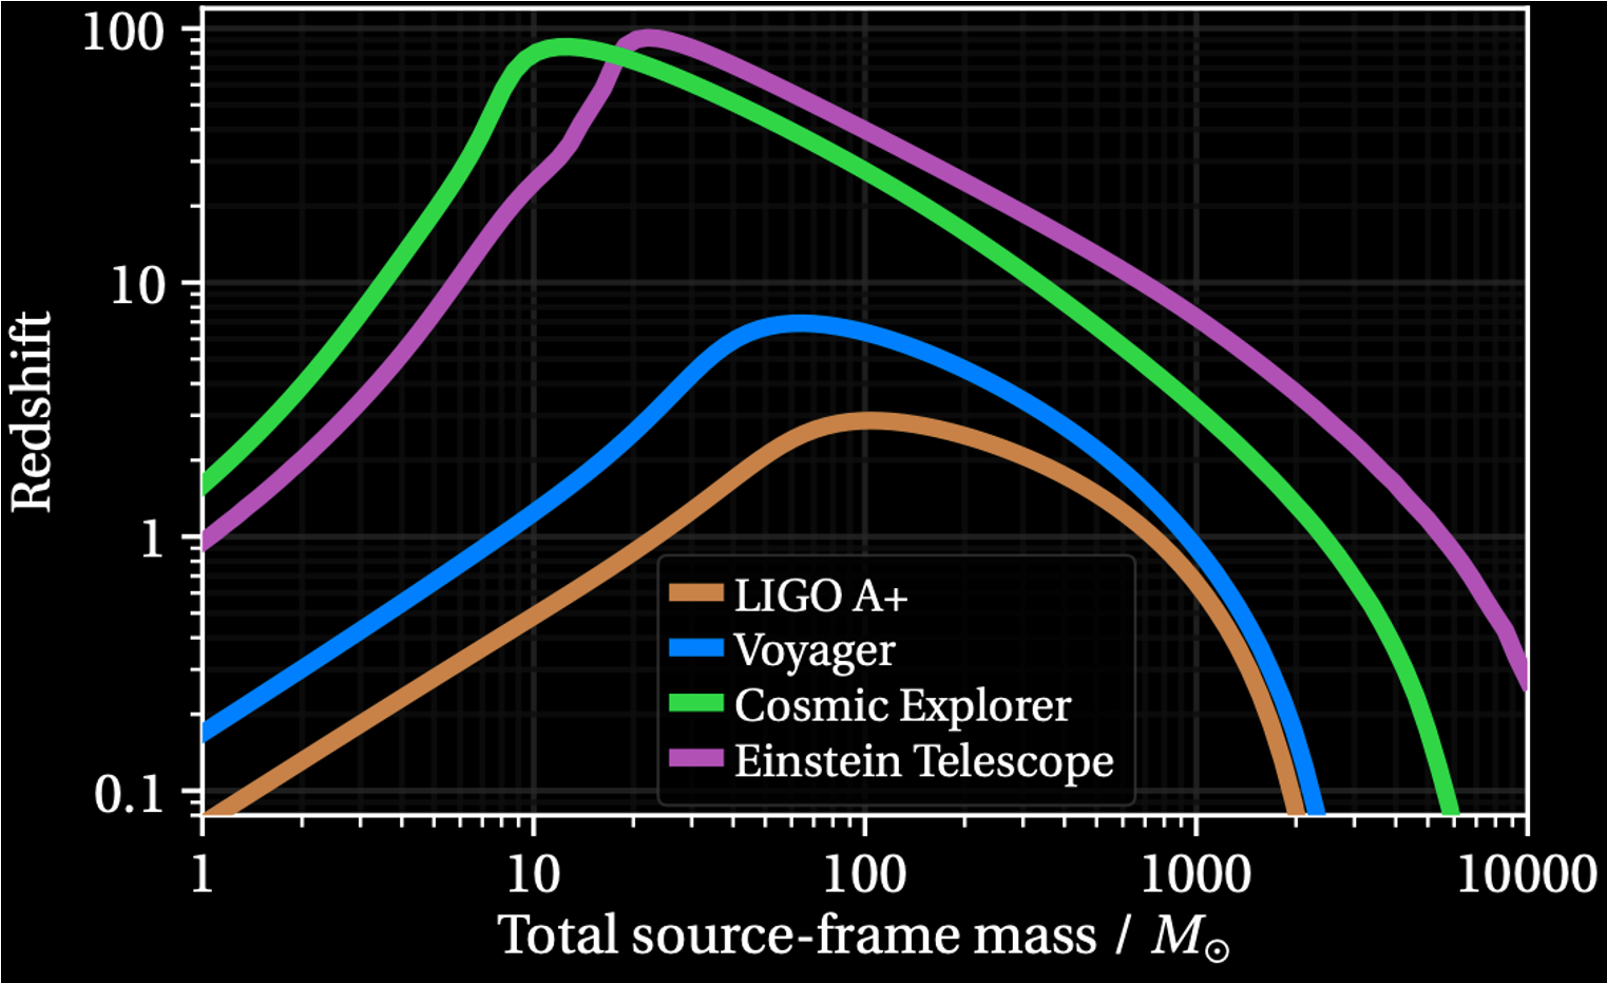 100
10
1
0.1
Redshift
LIGO A+
Voyager
Cosmic Explorer
Einstein Telescope
1 10 100 1000 10000
Total source-frame mass / M⊙